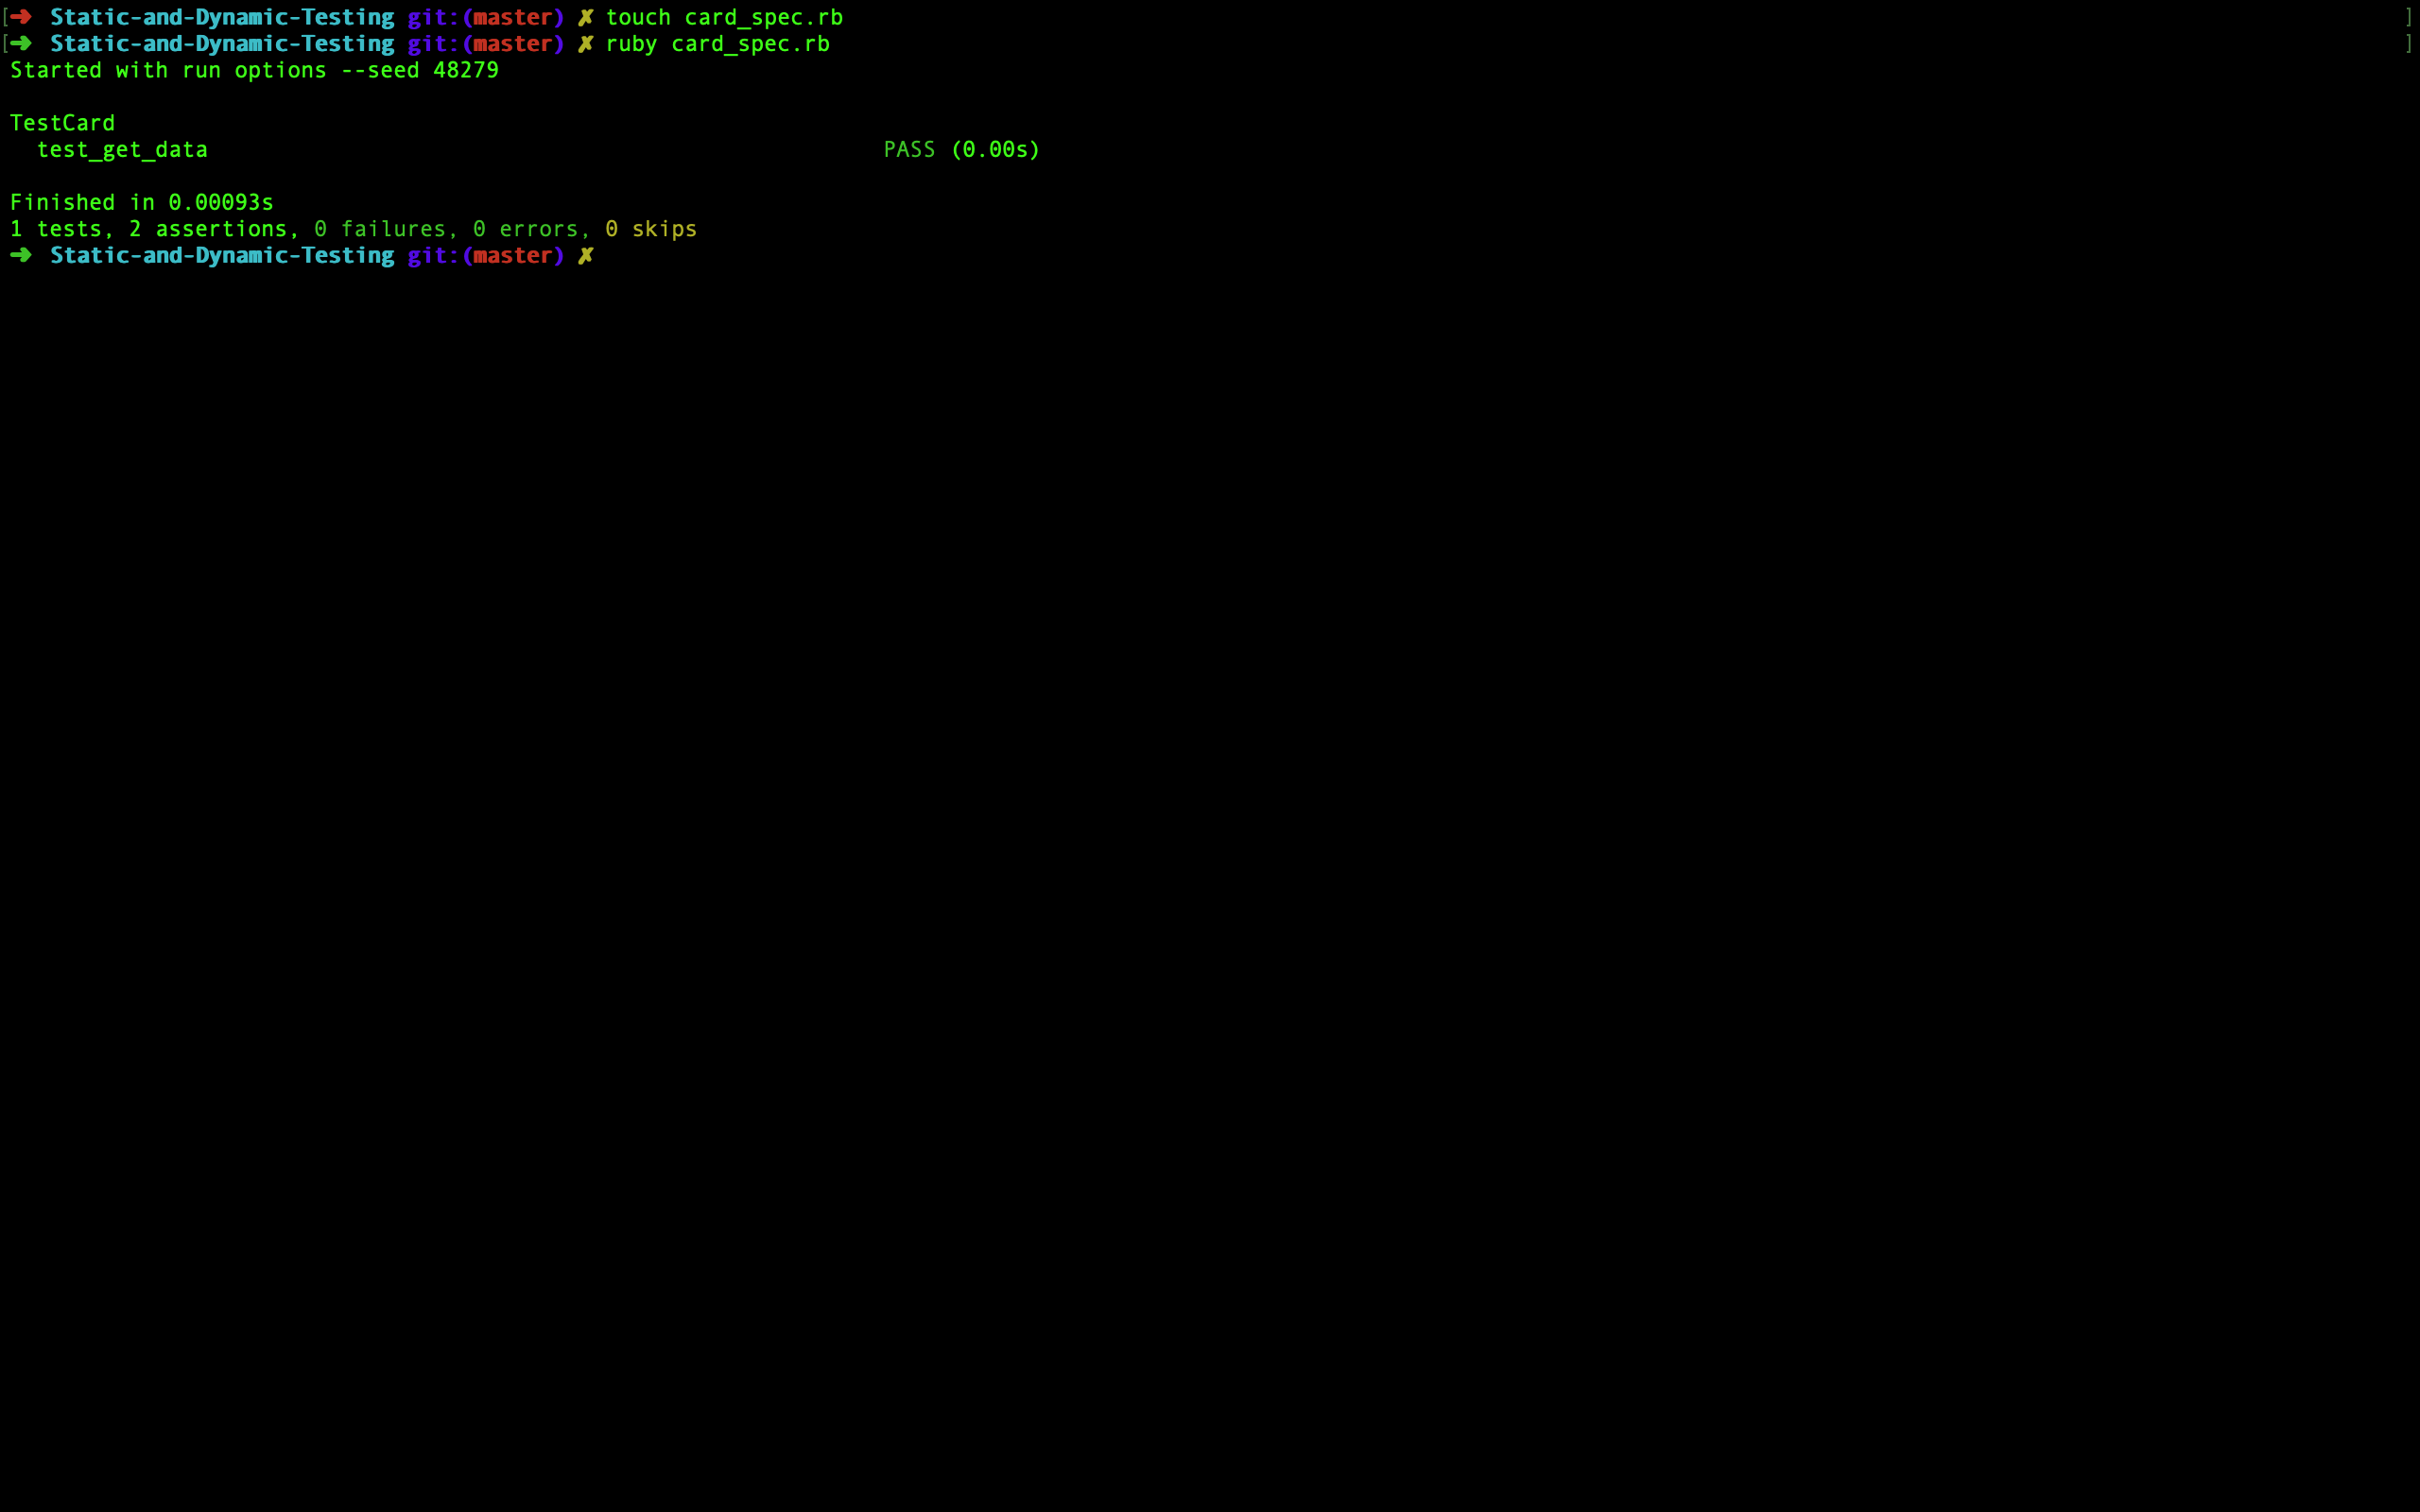 [➜ Static-and-Dynamic-Testing git:(master) ✗ touch card_spec.rb ]
[➜ Static-and-Dynamic-Testing git:(master) ✗ ruby card_spec.rb ]
Started with run options --seed 48279
TestCard
test_get_data PASS (0.00s)
Finished in 0.00093s
1 tests, 2 assertions, 0 failures, 0 errors, 0 skips
➜ Static-and-Dynamic-Testing git:(master) ✗